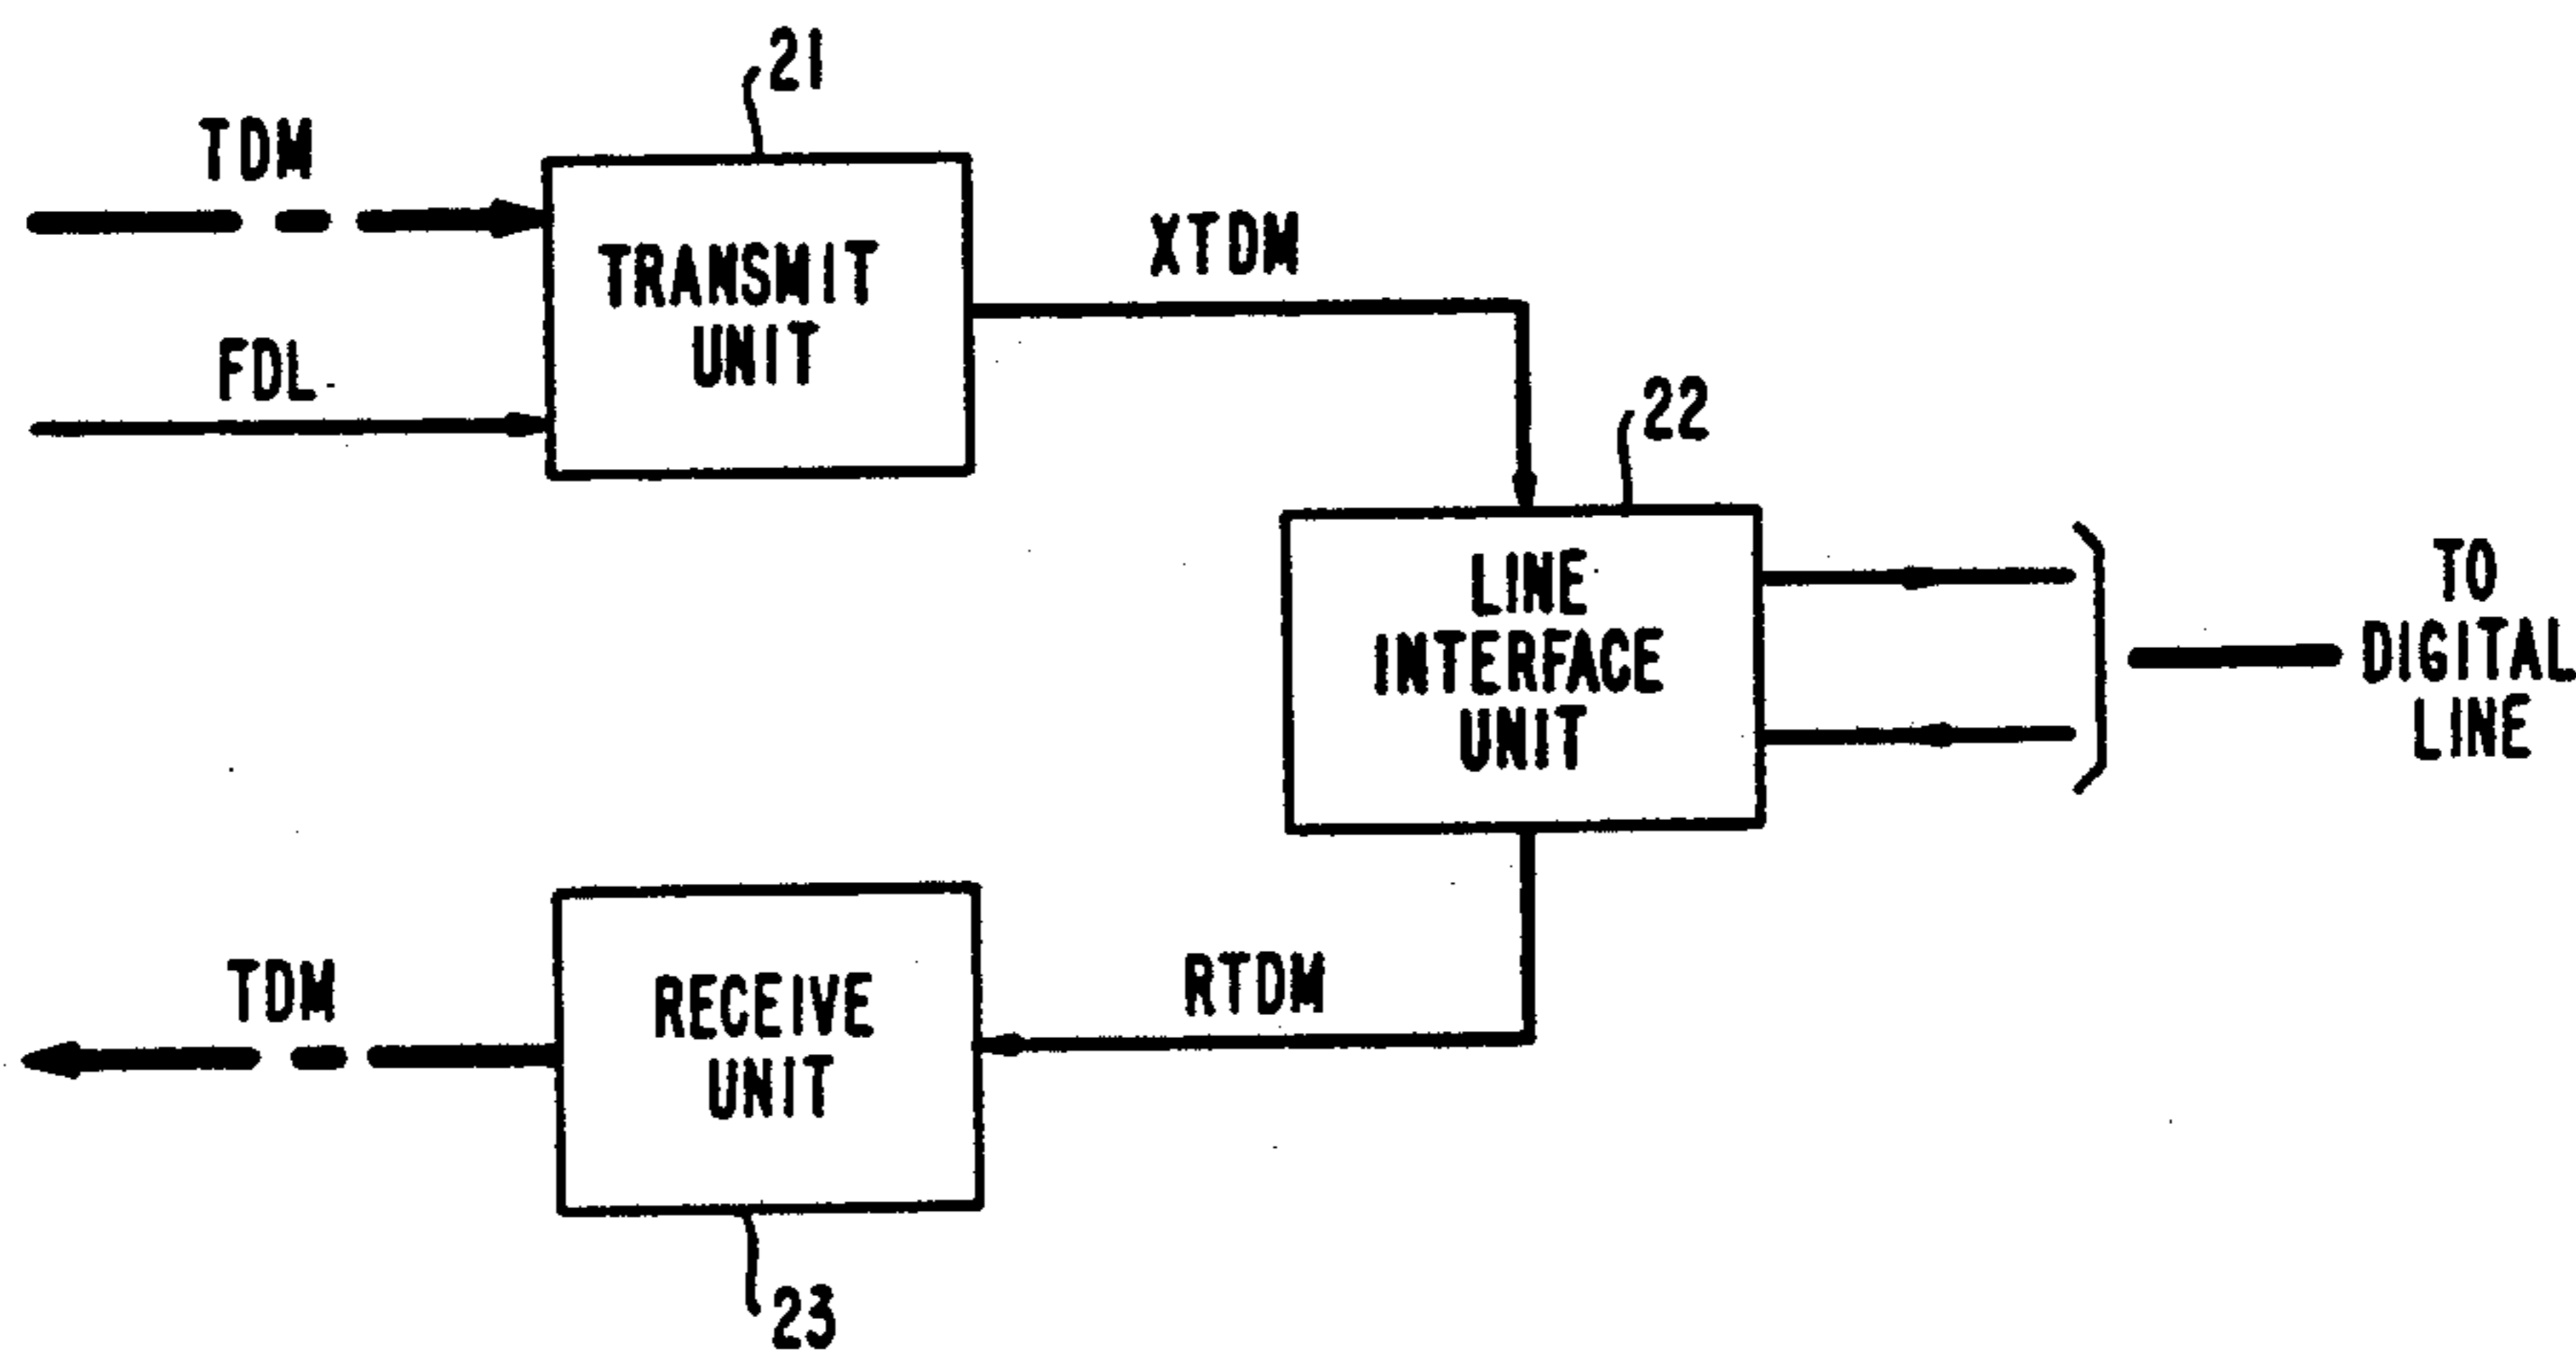 21
TDM
TRANSMIT
UNIT
XTDM
FDL
22
LINE
INTERFACE
UNIT
TO
DIGITAL
LINE
RTDM
TDM
RECEIVE
UNIT
23